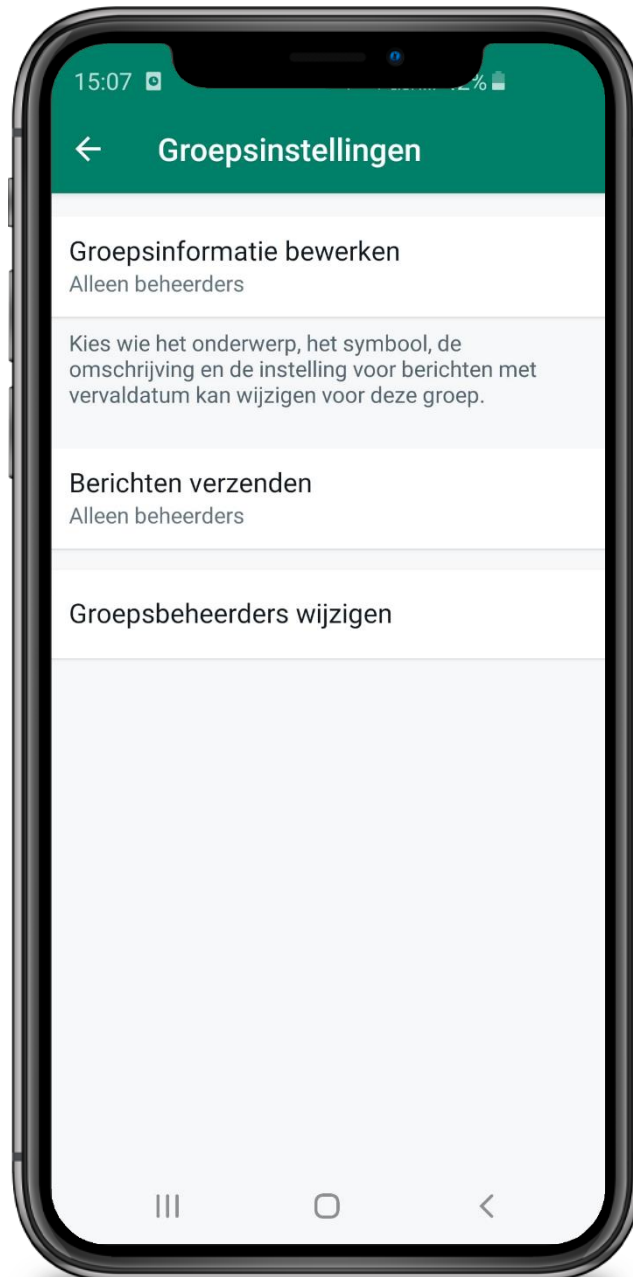 15:07
Groepsinstellingen
Groepsinformatie bewerken
Alleen beheerders
Kies wie het onderwerp, het symbool, de
omschrijving en de instelling voor berichten met
vervaldatum kan wijzigen voor deze groep.
Berichten verzenden
Alleen beheerders
Groepsbeheerders wijzigen